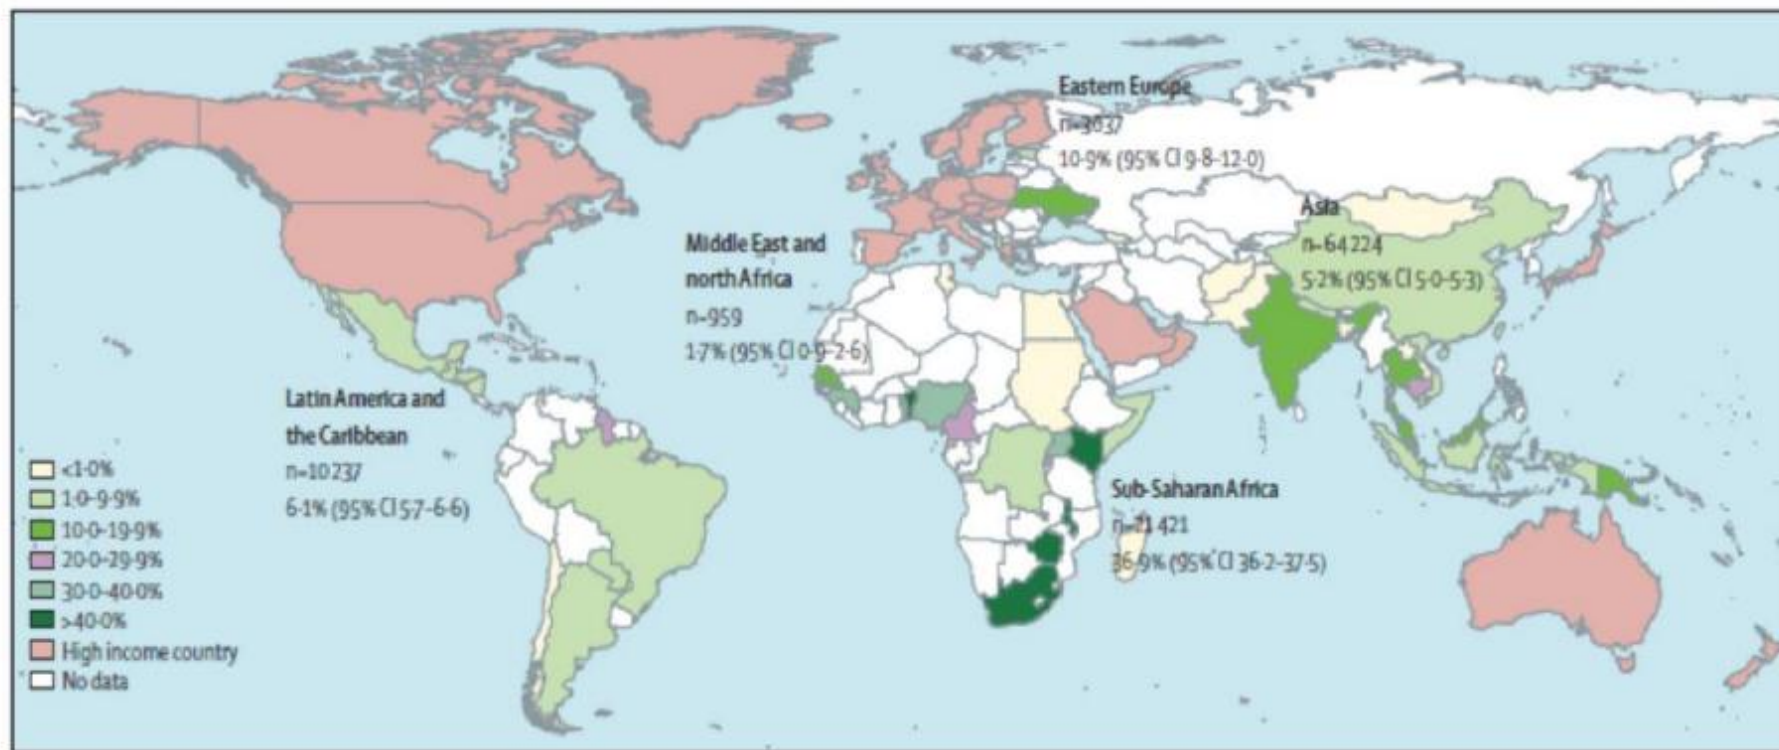 Eastern Europe
n=3037
10·9% (95% CI 9·8–12·0)
Asia
n=64224
5·2% (95% CI 5·0–5·3)
Middle East and
north Africa
n=959
1·7% (95% CI 0·9–2·6)
Latin America and
the Caribbean
n=10237
6·1% (95% CI 5·7–6·6)
Sub-Saharan Africa
n=21421
36·9% (95% CI 36·2–37·5)
<1·0%
1·0–9·9%
10·0–19·9%
20·0–29·9%
30·0–40·0%
>40·0%
High income country
No data